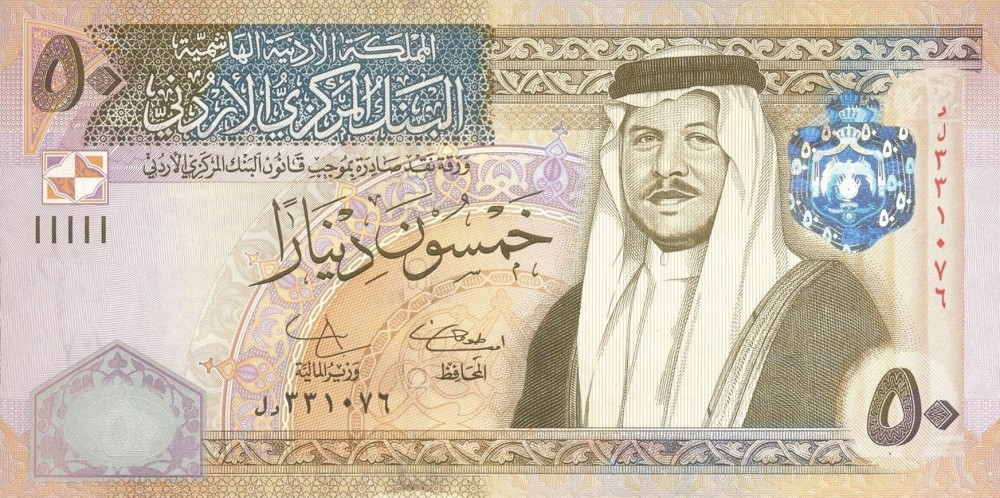 ٥٠
المملكة الأردنية الهاشمية
البنك المركزي الأردني
ورقة نقد صادرة بموجب قانون البنك المركزي الأردني
خمسون دينارًا
وزير المالية
المحافظ
د ل ٣٣١٠٧٦
د ل ٣٣١٠٧٦
٥٠